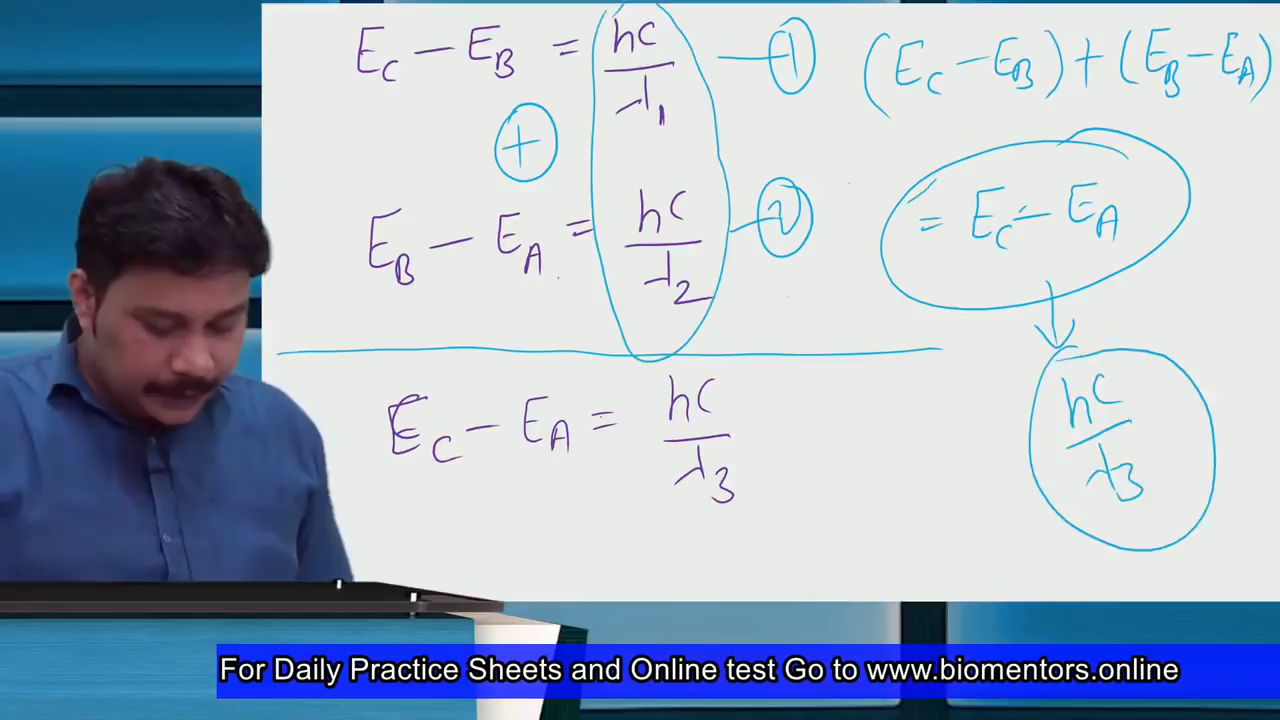 E_C − E_B = hc/λ₁ — ①
(E_C − E_B) + (E_B − E_A)
⊕
= E_C − E_A
E_B − E_A = hc/λ₂ — ②
E_C − E_A = hc/λ₃
hc/λ₃
For Daily Practice Sheets and Online test Go to www.biomentors.online